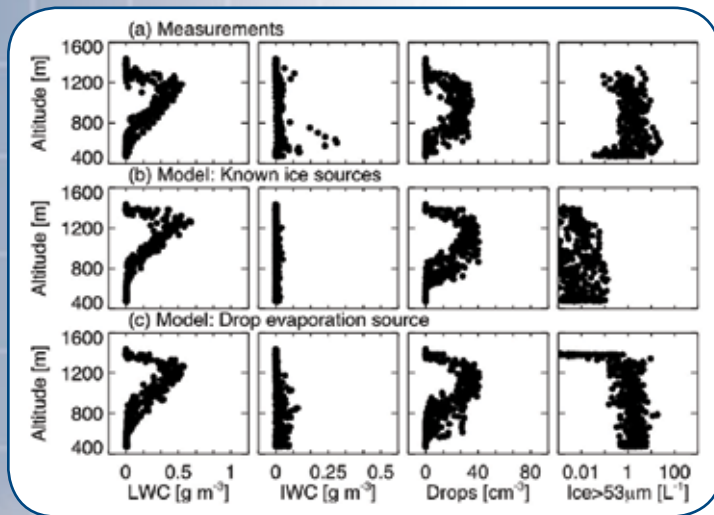 (a) Measurements
1600
1200
800
400
Altitude [m]
(b) Model: Known ice sources
1600
1200
800
400
Altitude [m]
(c) Model: Drop evaporation source
1600
1200
800
400
Altitude [m]
0 0.5 1 0 0.25 0.5 0 40 80 0.01 1 100
LWC [g m⁻³] IWC [g m⁻³] Drops [cm⁻³] Ice>53μm [L⁻¹]